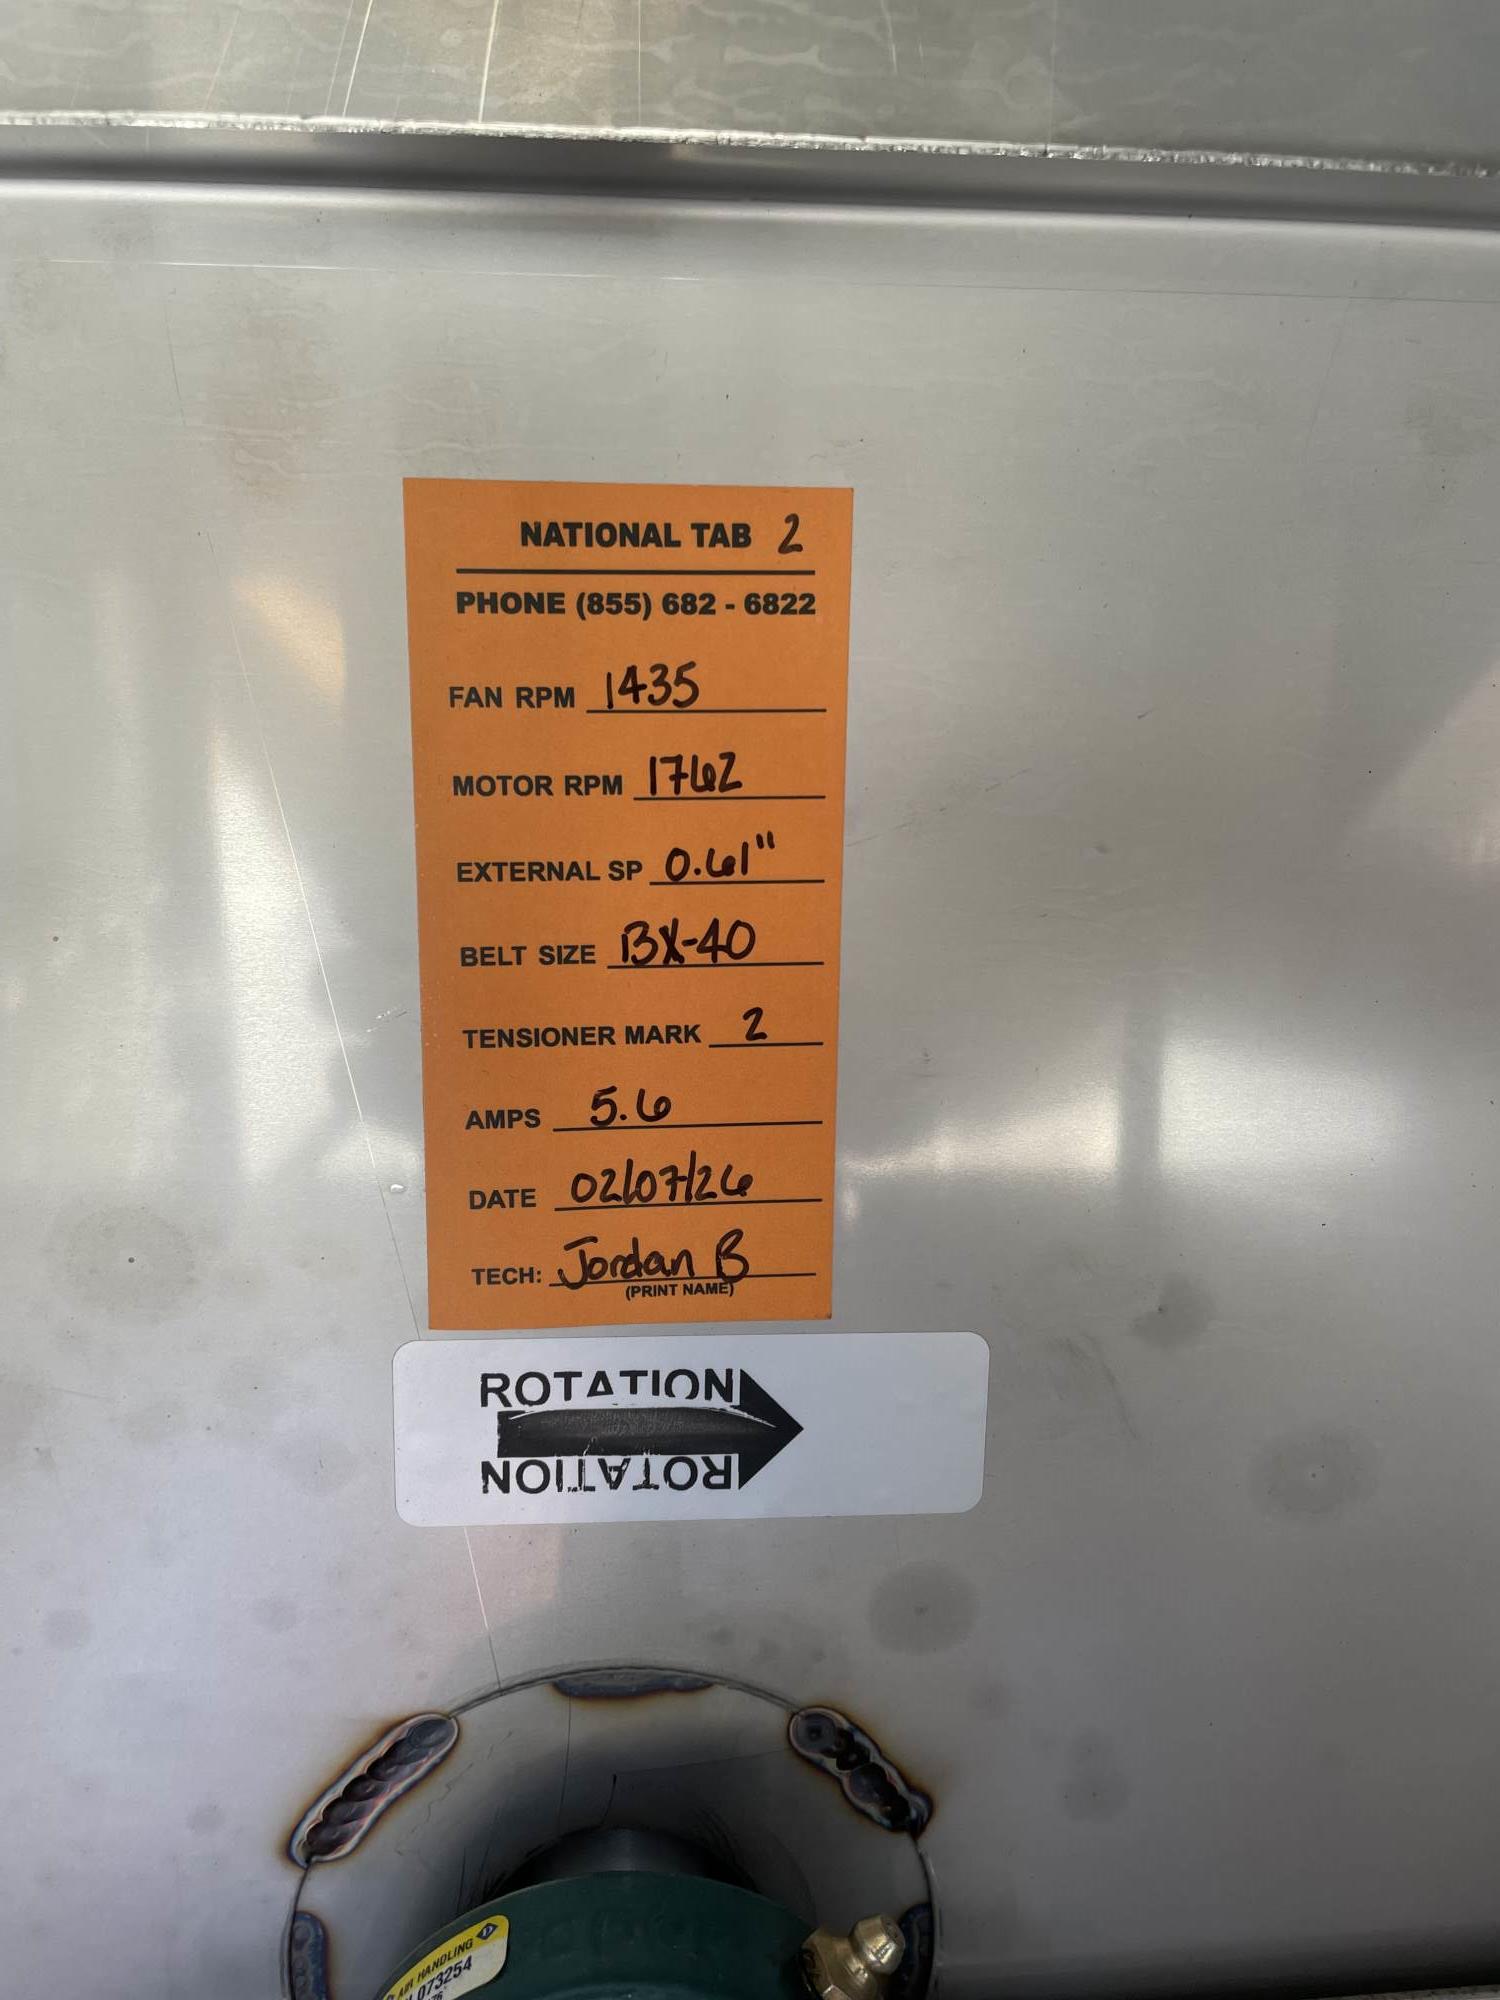 NATIONAL TAB 2
PHONE (855) 682 - 6822
FAN RPM 1435
MOTOR RPM 1762
EXTERNAL SP 0.61"
BELT SIZE BX-40
TENSIONER MARK 2
AMPS 5.6
DATE 02/07/26
TECH: Jordan B
(PRINT NAME)
ROTATION
ROTATION
AIR HANDLING
073254